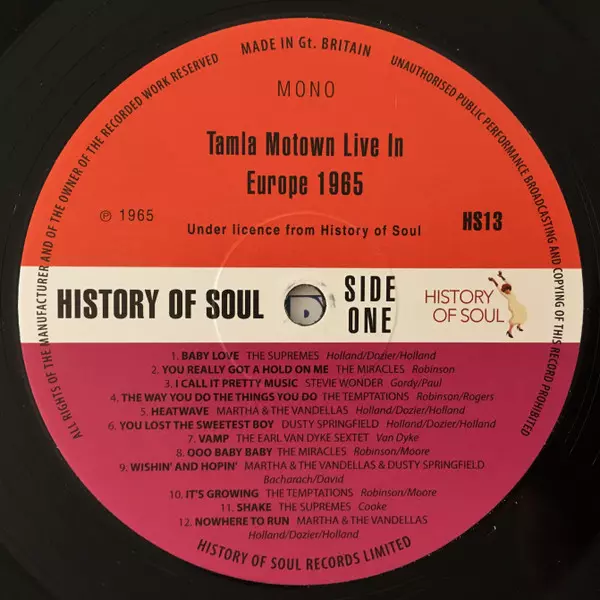 MADE IN Gt. BRITAIN
ALL RIGHTS OF THE MANUFACTURER AND OF THE OWNER OF THE RECORDED WORK RESERVED
UNAUTHORISED PUBLIC PERFORMANCE BROADCASTING AND COPYING OF THIS RECORD PROHIBITED
MONO
Tamla Motown Live In
Europe 1965
℗ 1965
HS13
Under licence from History of Soul
HISTORY OF SOUL
SIDE
ONE
HISTORY
OF SOUL
1. BABY LOVE THE SUPREMES Holland/Dozier/Holland
2. YOU REALLY GOT A HOLD ON ME THE MIRACLES Robinson
3. I CALL IT PRETTY MUSIC STEVIE WONDER Gordy/Paul
4. THE WAY YOU DO THE THINGS YOU DO THE TEMPTATIONS Robinson/Rogers
5. HEATWAVE MARTHA & THE VANDELLAS Holland/Dozier/Holland
6. YOU LOST THE SWEETEST BOY DUSTY SPRINGFIELD Holland/Dozier/Holland
7. VAMP THE EARL VAN DYKE SEXTET Van Dyke
8. OOO BABY BABY THE MIRACLES Robinson/Moore
9. WISHIN' AND HOPIN' MARTHA & THE VANDELLAS & DUSTY SPRINGFIELD
Bacharach/David
10. IT'S GROWING THE TEMPTATIONS Robinson/Moore
11. SHAKE THE SUPREMES Cooke
12. NOWHERE TO RUN MARTHA & THE VANDELLAS
Holland/Dozier/Holland
HISTORY OF SOUL RECORDS LIMITED